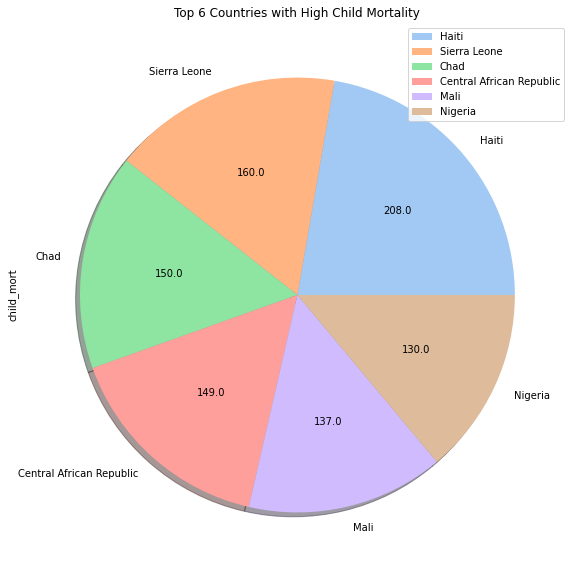 Top 6 Countries with High Child Mortality
Haiti
Sierra Leone
Chad
Central African Republic
Mali
Nigeria
Sierra Leone
Haiti
160.0
208.0
Chad
150.0
child_mort
130.0
149.0
Nigeria
137.0
Central African Republic
Mali